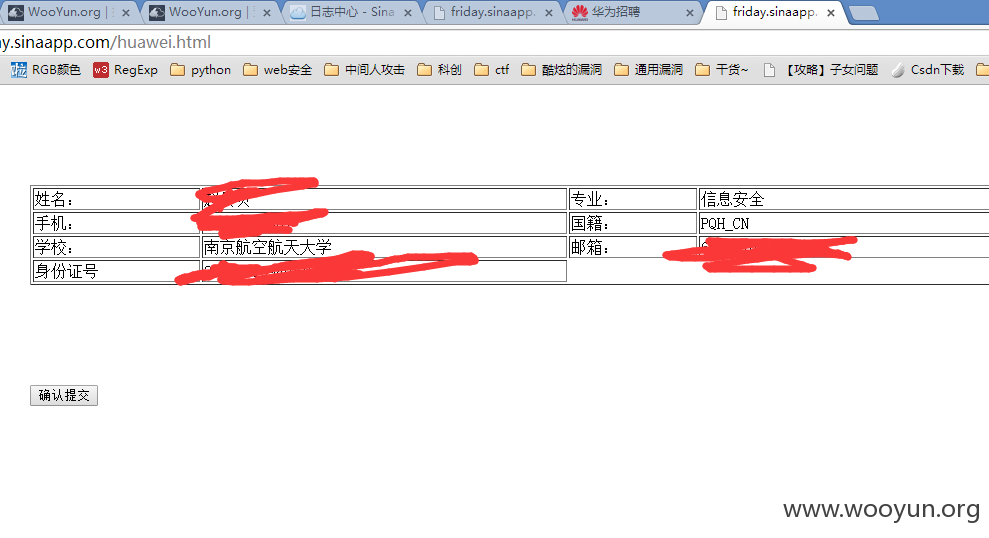 WooYun.org |
WooYun.org |
日志中心 - Sina
friday.sinaapp.
华为招聘
friday.sinaapp.
y.sinaapp.com/huawei.html
RGB颜色 w3 RegExp python web安全 中间人攻击 科创 ctf 酷炫的漏洞 通用漏洞 干货~ 【攻略】子女问题 Csdn下载
姓名： 专业： 信息安全
手机： 国籍： PQH_CN
学校： 南京航空航天大学 邮箱：
身份证号
确认提交
www.wooyun.org